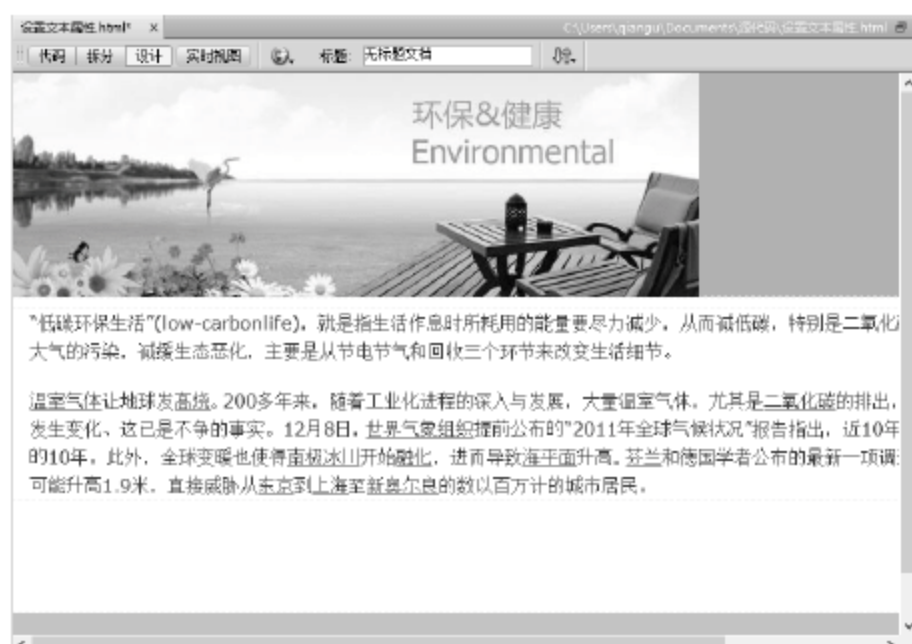 设置文本属性.html* × C:\Users\qiangu\Documents\源代码\设置文本属性.html
代码 拆分 设计 实时视图 标题: 无标题文档
环保&健康
Environmental
“低碳环保生活”(low-carbonlife)，就是指生活作息时所耗用的能量要尽力减少，从而减低碳，特别是二氧化
大气的污染，减缓生态恶化，主要是从节电节气和回收三个环节来改变生活细节。
温室气体让地球发高烧。200多年来，随着工业化进程的深入与发展，大量温室气体，尤其是二氧化碳的排出，
发生变化、这已是不争的事实。12月8日，世界气象组织提前公布的“2011年全球气候状况”报告指出，近10年
的10年。此外，全球变暖也使得南极冰川开始融化，进而导致海平面升高。芬兰和德国学者公布的最新一项调
可能升高1.9米，直接威胁从东京到上海至新奥尔良的数以百万计的城市居民。